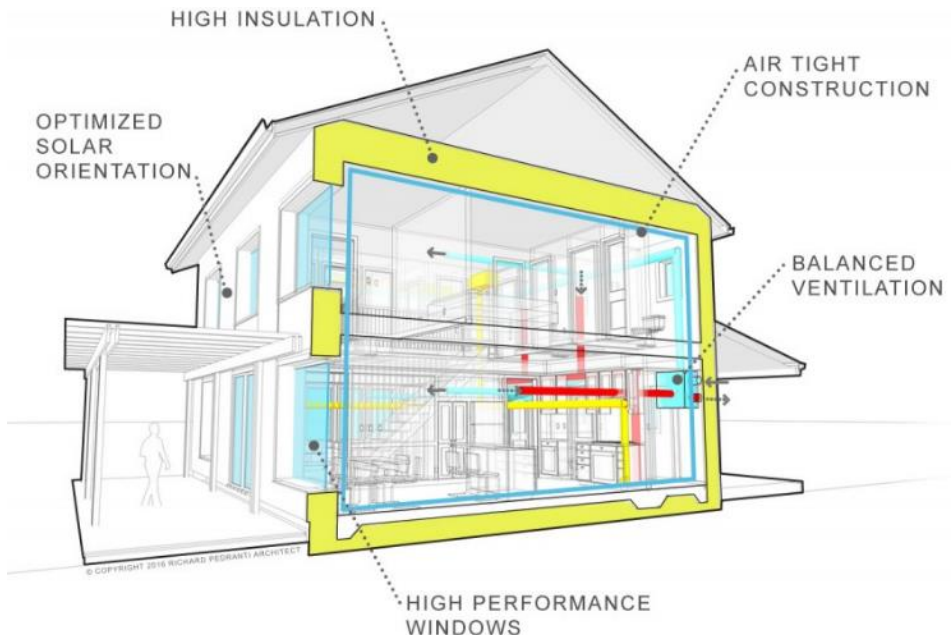 HIGH INSULATION
AIR TIGHT
CONSTRUCTION
OPTIMIZED
SOLAR
ORIENTATION
BALANCED
VENTILATION
© COPYRIGHT 2016 RICHARD PEDRANTI ARCHITECT
HIGH PERFORMANCE
WINDOWS